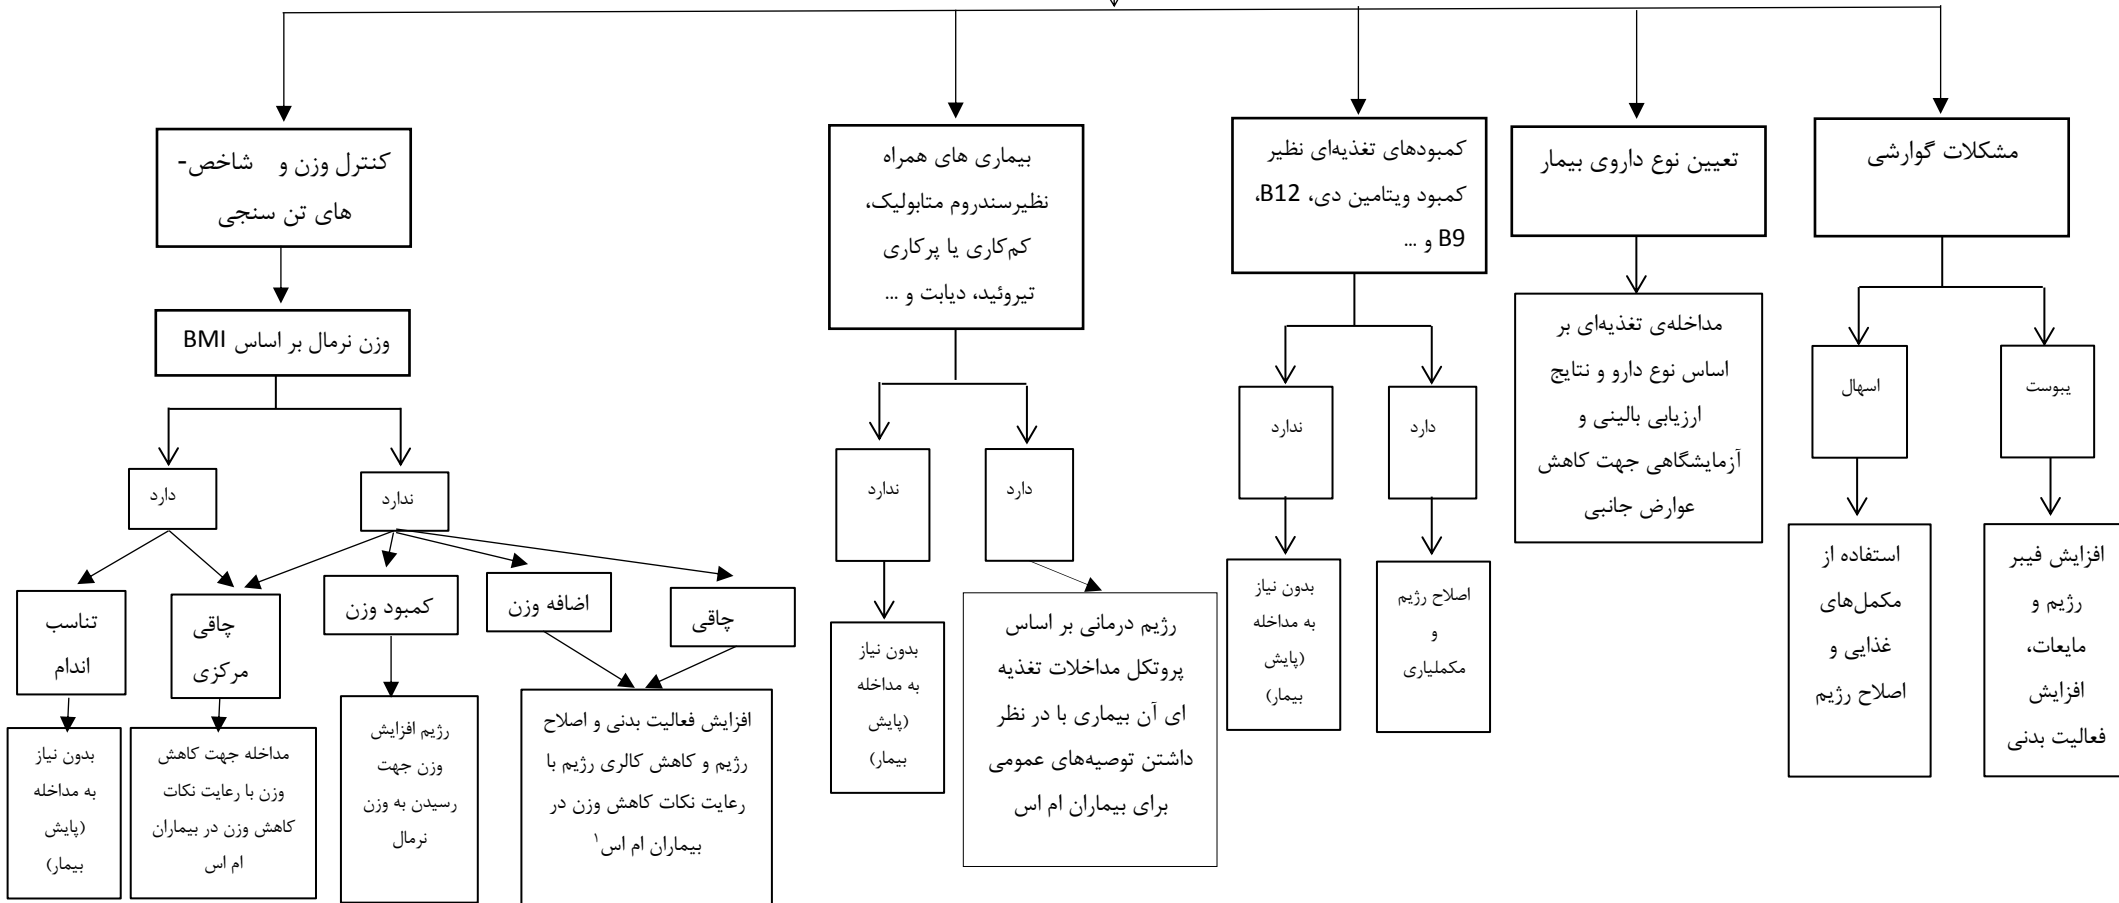 مشکلات گوارشی
تعیین نوع داروی بیمار
کمبودهای تغذیه‌ای نظیر
کمبود ویتامین دی، B12،
B9 و ...
بیماری های همراه
نظیرسندروم متابولیک،
کم‌کاری یا پرکاری
تیروئید، دیابت و ...
کنترل وزن و شاخص-
های تن سنجی
وزن نرمال بر اساس BMI
مداخله‌ی تغذیه‌ای بر
اساس نوع دارو و نتایج
ارزیابی بالینی و
آزمایشگاهی جهت کاهش
عوارض جانبی
یبوست
اسهال
دارد
ندارد
دارد
ندارد
ندارد
دارد
افزایش فیبر
رژیم و
مایعات،
افزایش
فعالیت بدنی
استفاده از
مکمل‌های
غذایی و
اصلاح رژیم
اصلاح رژیم
و
مکملیاری
بدون نیاز
به مداخله
(پایش
بیمار)
رژیم درمانی بر اساس
پروتکل مداخلات تغذیه
ای آن بیماری با در نظر
داشتن توصیه‌های عمومی
برای بیماران ام اس
بدون نیاز
به مداخله
(پایش
بیمار)
چاقی
اضافه وزن
کمبود وزن
چاقی
مرکزی
تناسب
اندام
افزایش فعالیت بدنی و اصلاح
رژیم و کاهش کالری رژیم با
رعایت نکات کاهش وزن در
بیماران ام اس۱
رژیم افزایش
وزن جهت
رسیدن به وزن
نرمال
مداخله جهت کاهش
وزن با رعایت نکات
کاهش وزن در بیماران
ام اس
بدون نیاز
به مداخله
(پایش
بیمار)